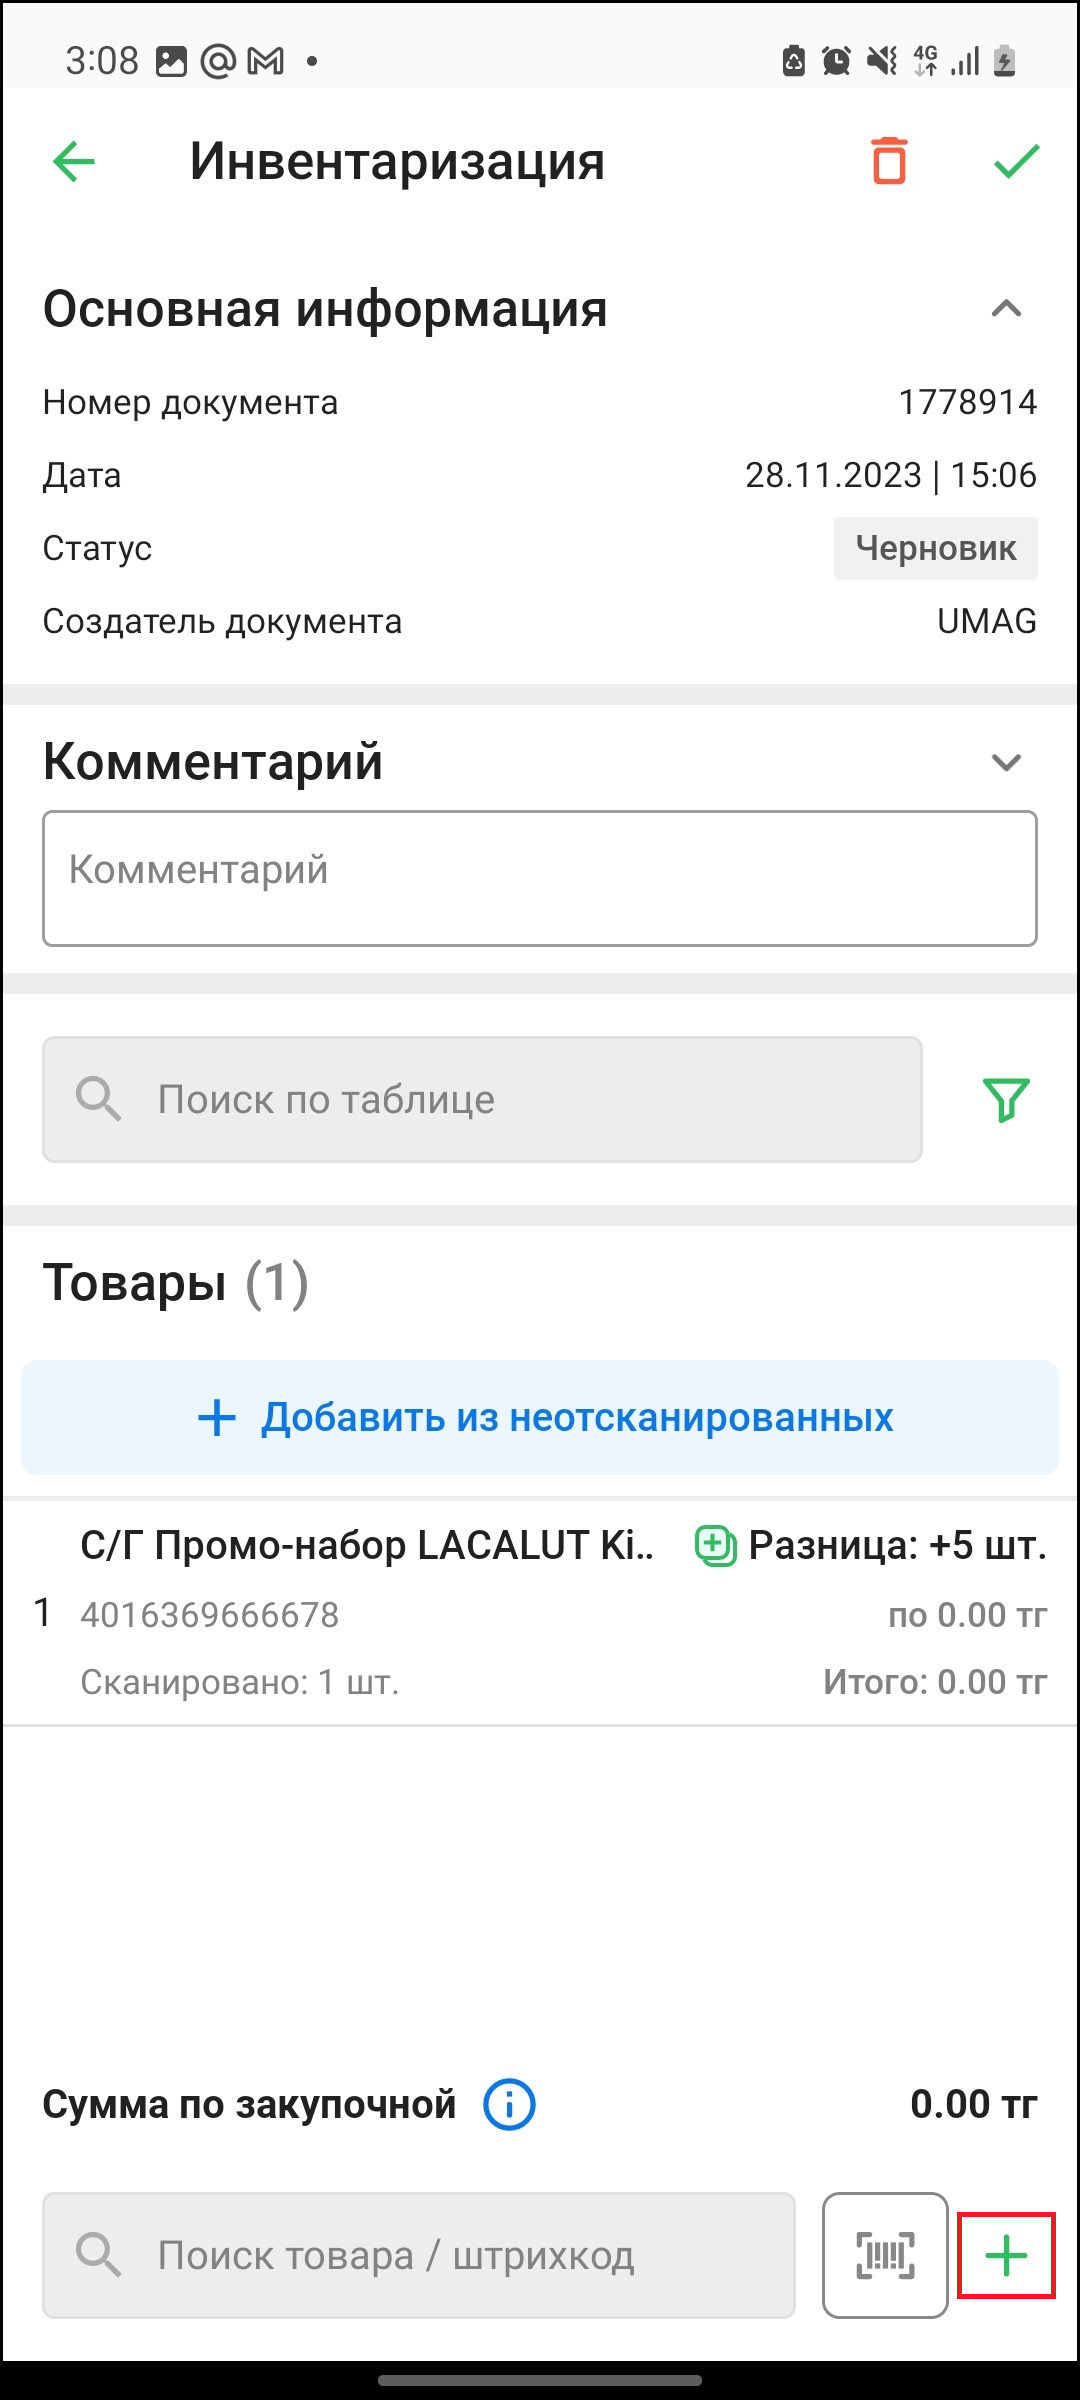 3:08 4G
Инвентаризация
Основная информация
Номер документа 1778914
Дата 28.11.2023 | 15:06
Статус Черновик
Создатель документа UMAG
Комментарий
Комментарий
Поиск по таблице
Товары (1)
+ Добавить из неотсканированных
С/Г Промо-набор LACALUT Ki.. Разница: +5 шт.
1 4016369666678 по 0.00 тг
Сканировано: 1 шт. Итого: 0.00 тг
Сумма по закупочной 0.00 тг
Поиск товара / штрихкод